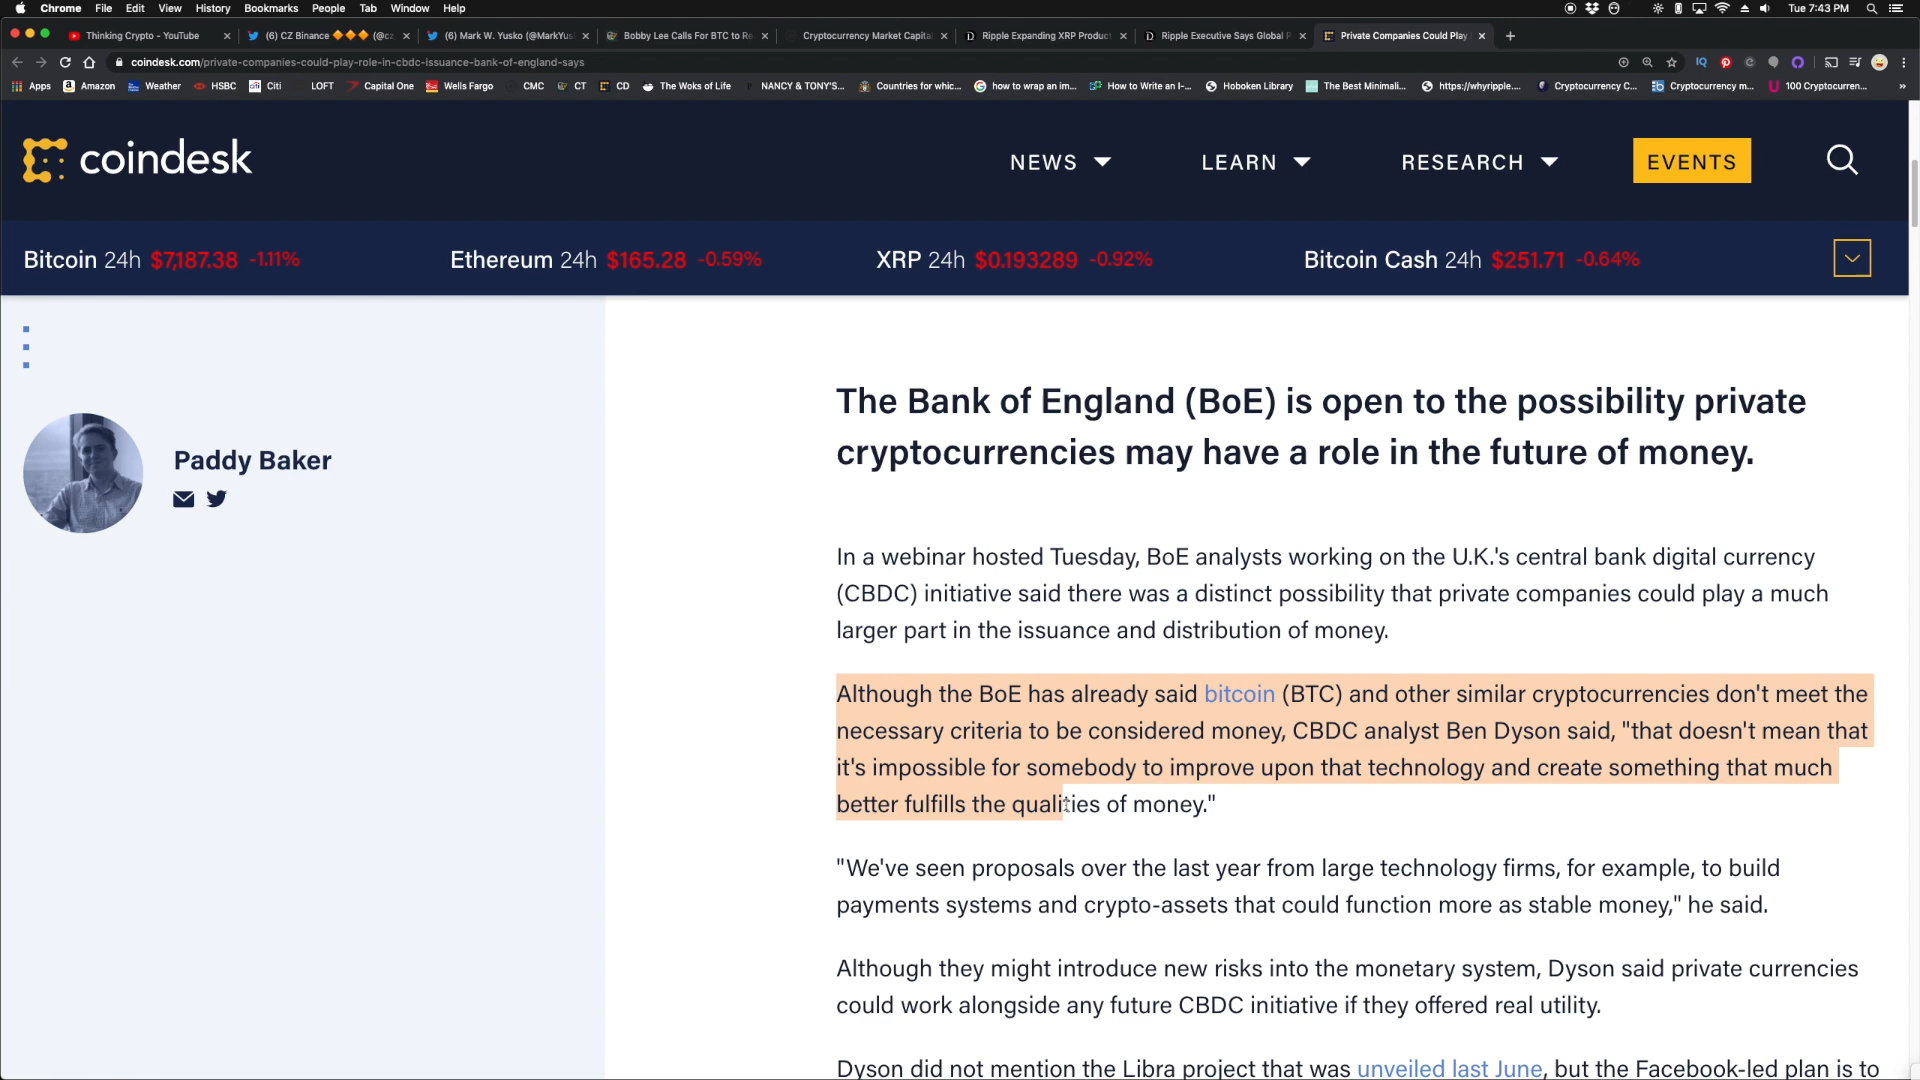 Chrome File Edit View History Bookmarks People Tab Window Help
Tue 7:43 PM
Thinking Crypto - YouTube
(6) CZ Binance 🔶🔶🔶 (@cz_
(6) Mark W. Yusko (@MarkYus
Bobby Lee Calls For BTC to Re
Cryptocurrency Market Capital
Ripple Expanding XRP Product
Ripple Executive Says Global P
Private Companies Could Play
coindesk.com/private-companies-could-play-role-in-cbdc-issuance-bank-of-england-says
Apps Amazon Weather HSBC Citi LOFT Capital One Wells Fargo CMC CT CD The Woks of Life NANCY & TONY'S... Countries for whic... how to wrap an im... How to Write an I-... Hoboken Library The Best Minimali... https://whyripple.... Cryptocurrency C... Cryptocurrency m... 100 Cryptocurren... »
coindesk
NEWS LEARN RESEARCH EVENTS
Bitcoin 24h $7,187.38 -1.11% Ethereum 24h $165.28 -0.59% XRP 24h $0.193289 -0.92% Bitcoin Cash 24h $251.71 -0.64%
Paddy Baker
The Bank of England (BoE) is open to the possibility private
cryptocurrencies may have a role in the future of money.
In a webinar hosted Tuesday, BoE analysts working on the U.K.'s central bank digital currency
(CBDC) initiative said there was a distinct possibility that private companies could play a much
larger part in the issuance and distribution of money.
Although the BoE has already said bitcoin (BTC) and other similar cryptocurrencies don't meet the
necessary criteria to be considered money, CBDC analyst Ben Dyson said, "that doesn't mean that
it's impossible for somebody to improve upon that technology and create something that much
better fulfills the qualities of money."
"We've seen proposals over the last year from large technology firms, for example, to build
payments systems and crypto-assets that could function more as stable money," he said.
Although they might introduce new risks into the monetary system, Dyson said private currencies
could work alongside any future CBDC initiative if they offered real utility.
Dyson did not mention the Libra project that was unveiled last June, but the Facebook-led plan is to